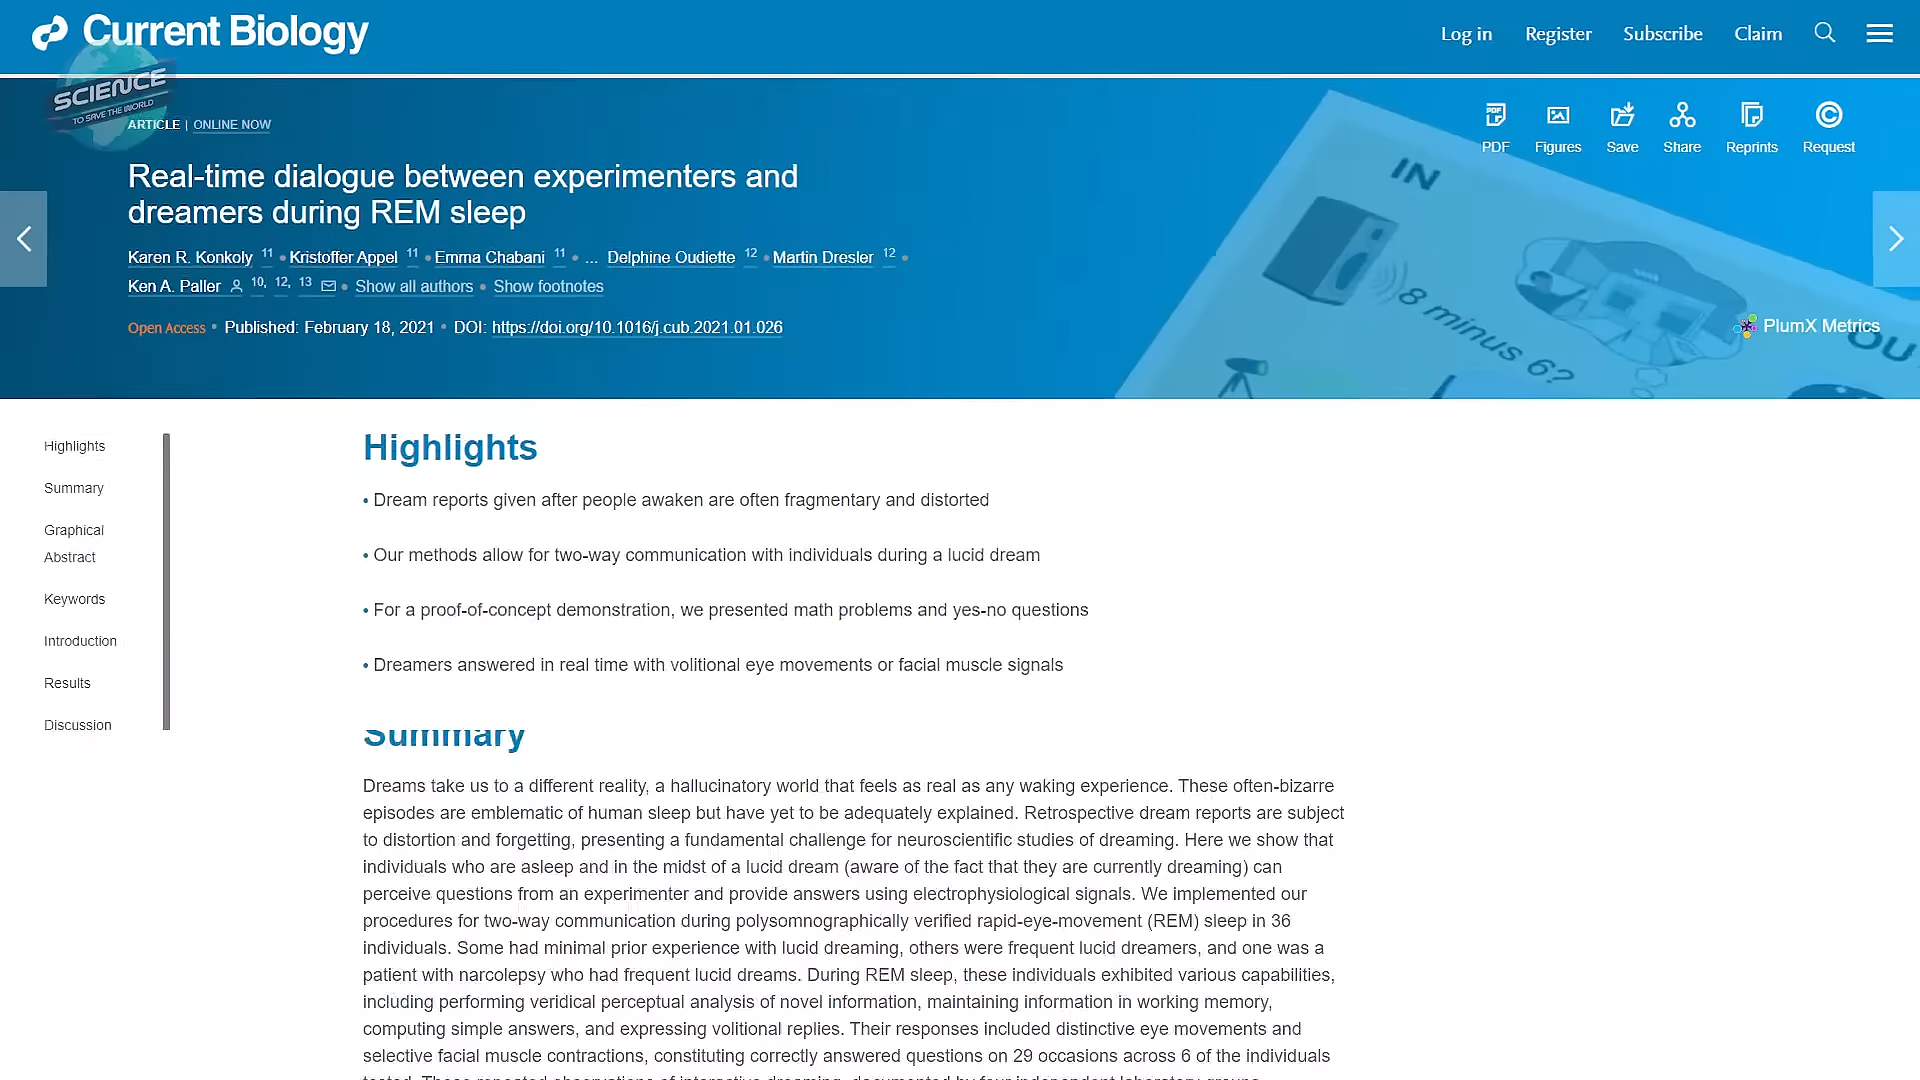 Current Biology
Log in Register Subscribe Claim
SCIENCE
TO SAVE THE WORLD
ARTICLE | ONLINE NOW
PDF Figures Save Share Reprints Request
Real-time dialogue between experimenters and
dreamers during REM sleep
Karen R. Konkoly 11 • Kristoffer Appel 11 • Emma Chabani 11 • ... Delphine Oudiette 12 • Martin Dresler 12 •
Ken A. Paller 10, 12, 13 • Show all authors • Show footnotes
Open Access • Published: February 18, 2021 • DOI: https://doi.org/10.1016/j.cub.2021.01.026
PlumX Metrics
IN
8 minus 6?
OU
Highlights
Summary
Graphical
Abstract
Keywords
Introduction
Results
Discussion
Highlights
• Dream reports given after people awaken are often fragmentary and distorted
• Our methods allow for two-way communication with individuals during a lucid dream
• For a proof-of-concept demonstration, we presented math problems and yes-no questions
• Dreamers answered in real time with volitional eye movements or facial muscle signals
Summary
Dreams take us to a different reality, a hallucinatory world that feels as real as any waking experience. These often-bizarre
episodes are emblematic of human sleep but have yet to be adequately explained. Retrospective dream reports are subject
to distortion and forgetting, presenting a fundamental challenge for neuroscientific studies of dreaming. Here we show that
individuals who are asleep and in the midst of a lucid dream (aware of the fact that they are currently dreaming) can
perceive questions from an experimenter and provide answers using electrophysiological signals. We implemented our
procedures for two-way communication during polysomnographically verified rapid-eye-movement (REM) sleep in 36
individuals. Some had minimal prior experience with lucid dreaming, others were frequent lucid dreamers, and one was a
patient with narcolepsy who had frequent lucid dreams. During REM sleep, these individuals exhibited various capabilities,
including performing veridical perceptual analysis of novel information, maintaining information in working memory,
computing simple answers, and expressing volitional replies. Their responses included distinctive eye movements and
selective facial muscle contractions, constituting correctly answered questions on 29 occasions across 6 of the individuals